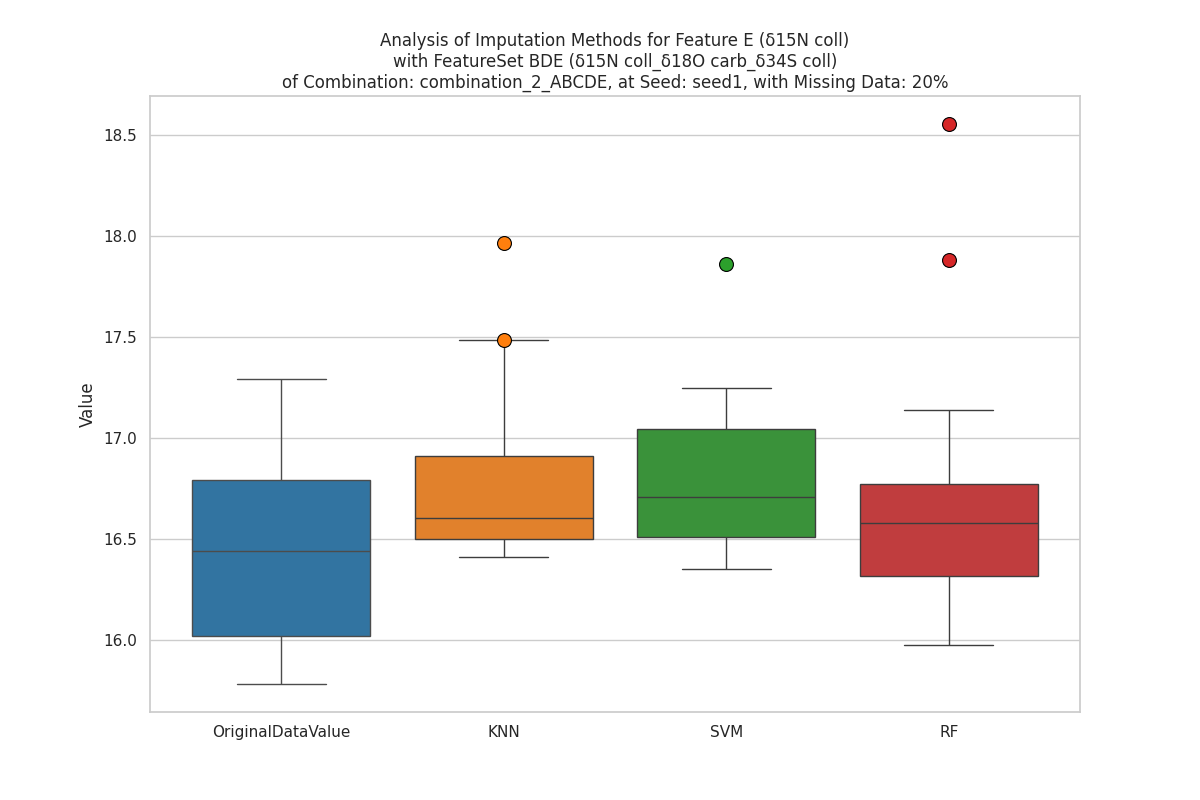 Analysis of Imputation Methods for Feature E (δ15N coll)
with FeatureSet BDE (δ15N coll_δ18O carb_δ34S coll)
of Combination: combination_2_ABCDE, at Seed: seed1, with Missing Data: 20%
18.5
18.0
17.5
17.0
16.5
16.0
Value
OriginalDataValue
KNN
SVM
RF